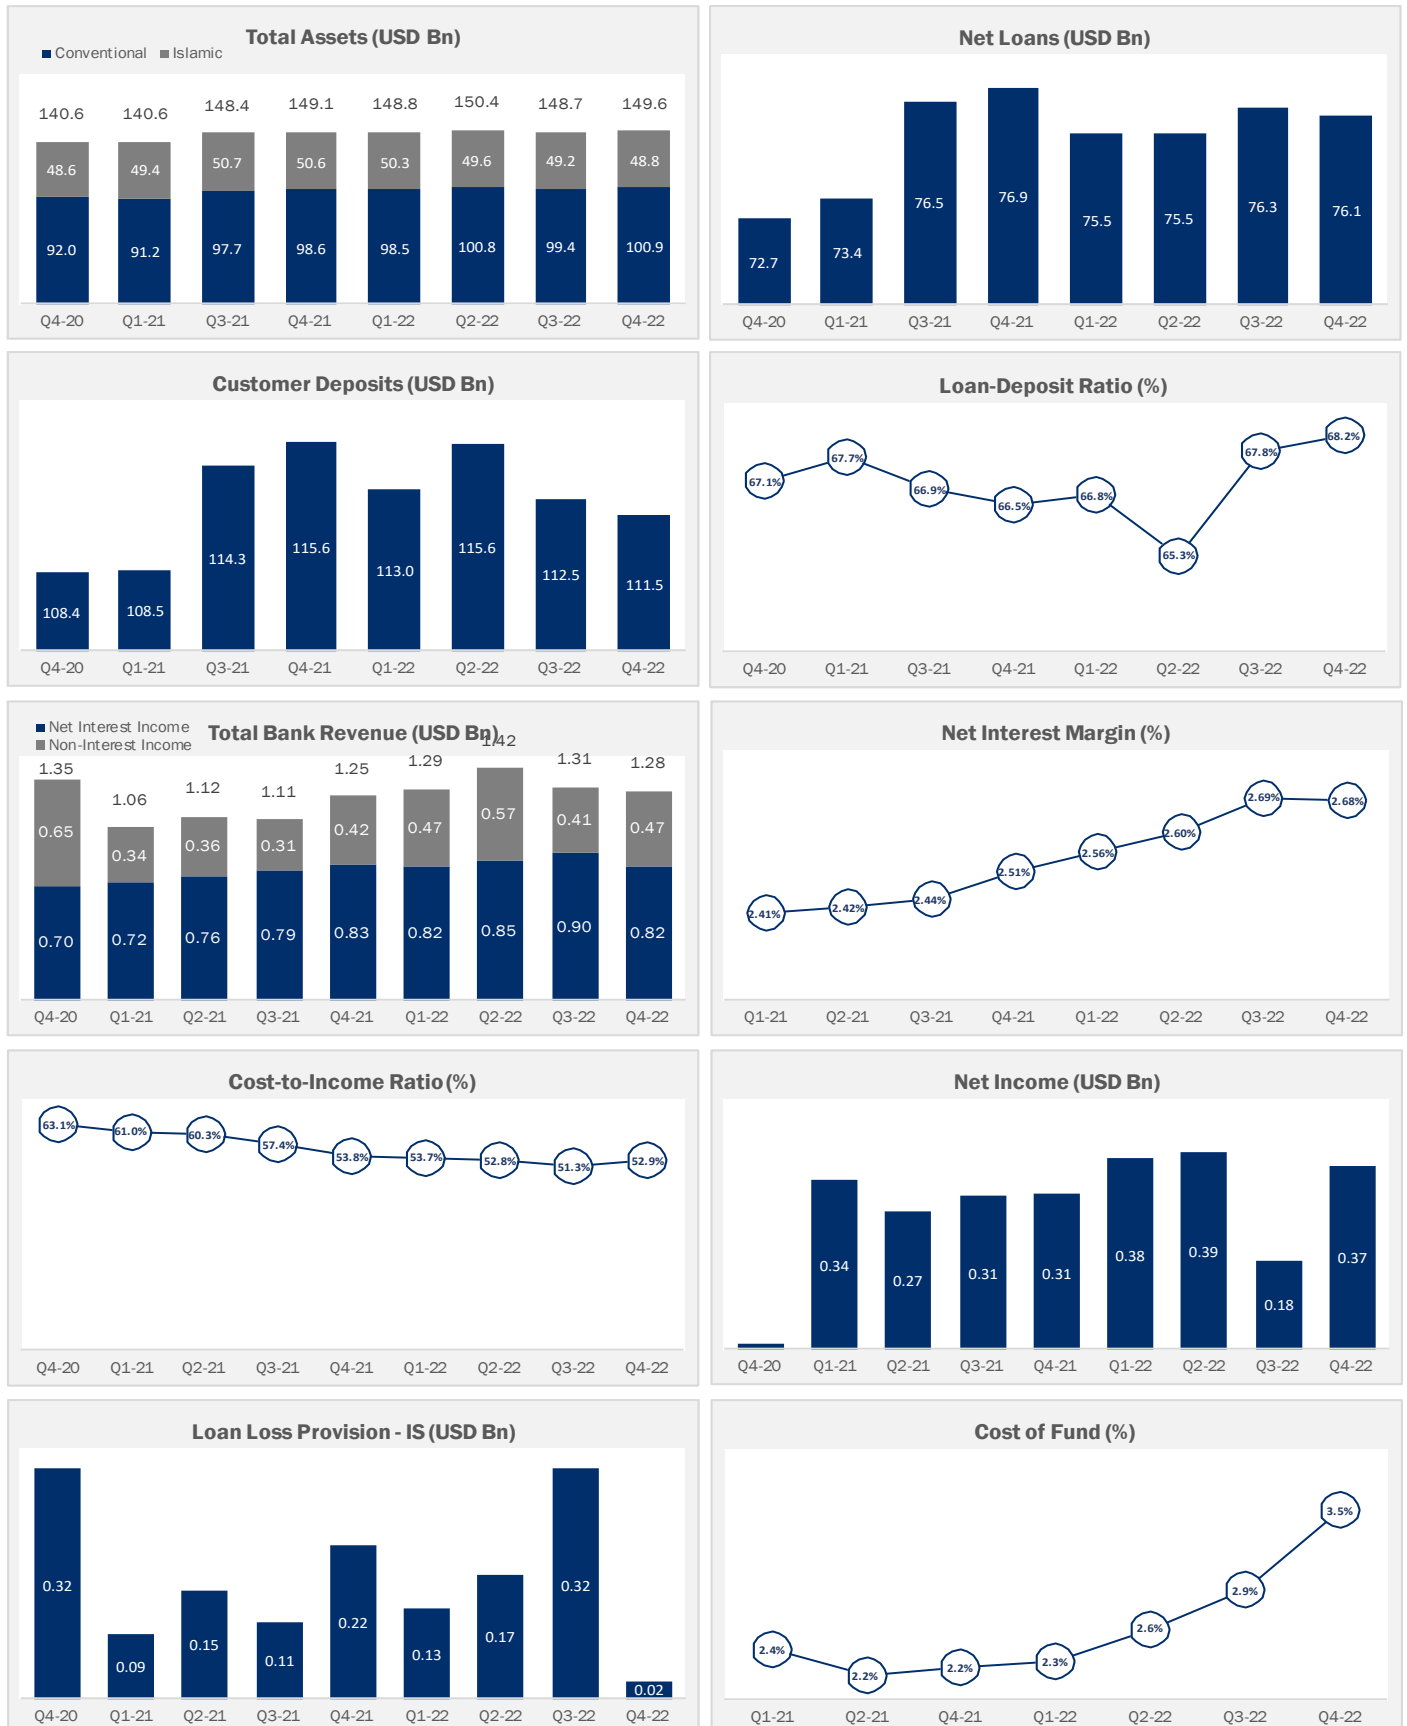 Total Assets (USD Bn)
Conventional Islamic
140.6 140.6 148.4 149.1 148.8 150.4 148.7 149.6
48.6 49.4 50.7 50.6 50.3 49.6 49.2 48.8
92.0 91.2 97.7 98.6 98.5 100.8 99.4 100.9
Q4-20 Q1-21 Q3-21 Q4-21 Q1-22 Q2-22 Q3-22 Q4-22
Net Loans (USD Bn)
72.7 73.4 76.5 76.9 75.5 75.5 76.3 76.1
Q4-20 Q1-21 Q3-21 Q4-21 Q1-22 Q2-22 Q3-22 Q4-22
Customer Deposits (USD Bn)
108.4 108.5 114.3 115.6 113.0 115.6 112.5 111.5
Q4-20 Q1-21 Q3-21 Q4-21 Q1-22 Q2-22 Q3-22 Q4-22
Loan-Deposit Ratio (%)
67.1% 67.7% 66.9% 66.5% 66.8% 65.3% 67.8% 68.2%
Q4-20 Q1-21 Q3-21 Q4-21 Q1-22 Q2-22 Q3-22 Q4-22
Net Interest Income
Non-Interest Income
Total Bank Revenue (USD Bn)
1.35 1.06 1.12 1.11 1.25 1.29 1.42 1.31 1.28
0.65 0.34 0.36 0.31 0.42 0.47 0.57 0.41 0.47
0.70 0.72 0.76 0.79 0.83 0.82 0.85 0.90 0.82
Q4-20 Q1-21 Q2-21 Q3-21 Q4-21 Q1-22 Q2-22 Q3-22 Q4-22
Net Interest Margin (%)
2.41% 2.42% 2.44% 2.51% 2.56% 2.60% 2.69% 2.68%
Q1-21 Q2-21 Q3-21 Q4-21 Q1-22 Q2-22 Q3-22 Q4-22
Cost-to-Income Ratio (%)
63.1% 61.0% 60.3% 57.4% 53.8% 53.7% 52.8% 51.3% 52.9%
Q4-20 Q1-21 Q2-21 Q3-21 Q4-21 Q1-22 Q2-22 Q3-22 Q4-22
Net Income (USD Bn)
0.34 0.27 0.31 0.31 0.38 0.39 0.18 0.37
Q4-20 Q1-21 Q2-21 Q3-21 Q4-21 Q1-22 Q2-22 Q3-22 Q4-22
Loan Loss Provision - IS (USD Bn)
0.32 0.09 0.15 0.11 0.22 0.13 0.17 0.32 0.02
Q4-20 Q1-21 Q2-21 Q3-21 Q4-21 Q1-22 Q2-22 Q3-22 Q4-22
Cost of Fund (%)
2.4% 2.2% 2.2% 2.3% 2.6% 2.9% 3.5%
Q1-21 Q2-21 Q4-21 Q1-22 Q2-22 Q3-22 Q4-22